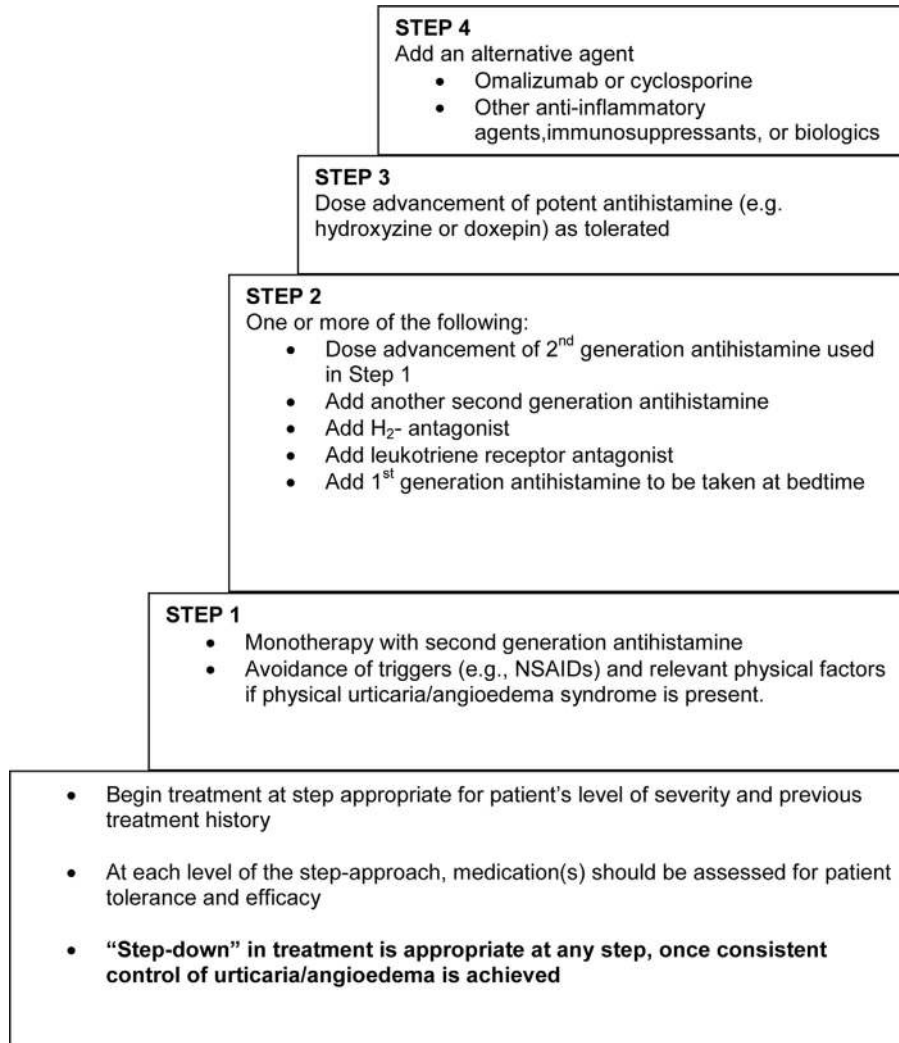 STEP 4
Add an alternative agent
• Omalizumab or cyclosporine
• Other anti-inflammatory
agents,immunosuppressants, or biologics
STEP 3
Dose advancement of potent antihistamine (e.g.
hydroxyzine or doxepin) as tolerated
STEP 2
One or more of the following:
• Dose advancement of 2nd generation antihistamine used
in Step 1
• Add another second generation antihistamine
• Add H2- antagonist
• Add leukotriene receptor antagonist
• Add 1st generation antihistamine to be taken at bedtime
STEP 1
• Monotherapy with second generation antihistamine
• Avoidance of triggers (e.g., NSAIDs) and relevant physical factors
if physical urticaria/angioedema syndrome is present.
• Begin treatment at step appropriate for patient’s level of severity and previous
treatment history
• At each level of the step-approach, medication(s) should be assessed for patient
tolerance and efficacy
• “Step-down” in treatment is appropriate at any step, once consistent
control of urticaria/angioedema is achieved